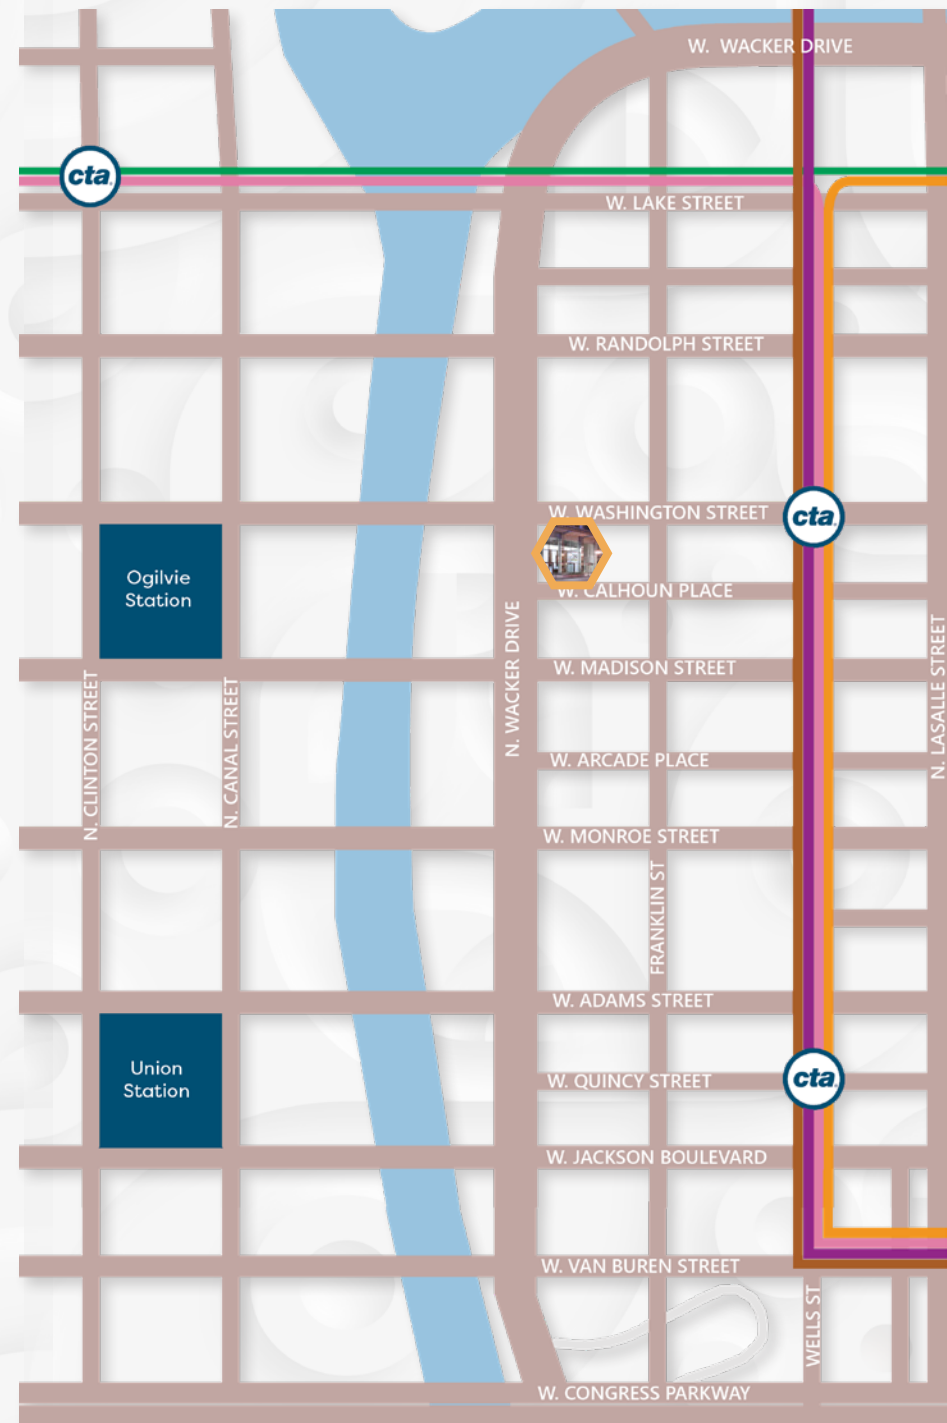 W. WACKER DRIVE
cta
W. LAKE STREET
W. RANDOLPH STREET
W. WASHINGTON STREET
cta
Ogilvie
Station
W. CALHOUN PLACE
N. WACKER DRIVE
W. MADISON STREET
N. LASALLE STREET
N. CLINTON STREET
N. CANAL STREET
W. ARCADE PLACE
W. MONROE STREET
FRANKLIN ST
W. ADAMS STREET
Union
Station
W. QUINCY STREET
cta
W. JACKSON BOULEVARD
W. VAN BUREN STREET
WELLS ST
W. CONGRESS PARKWAY